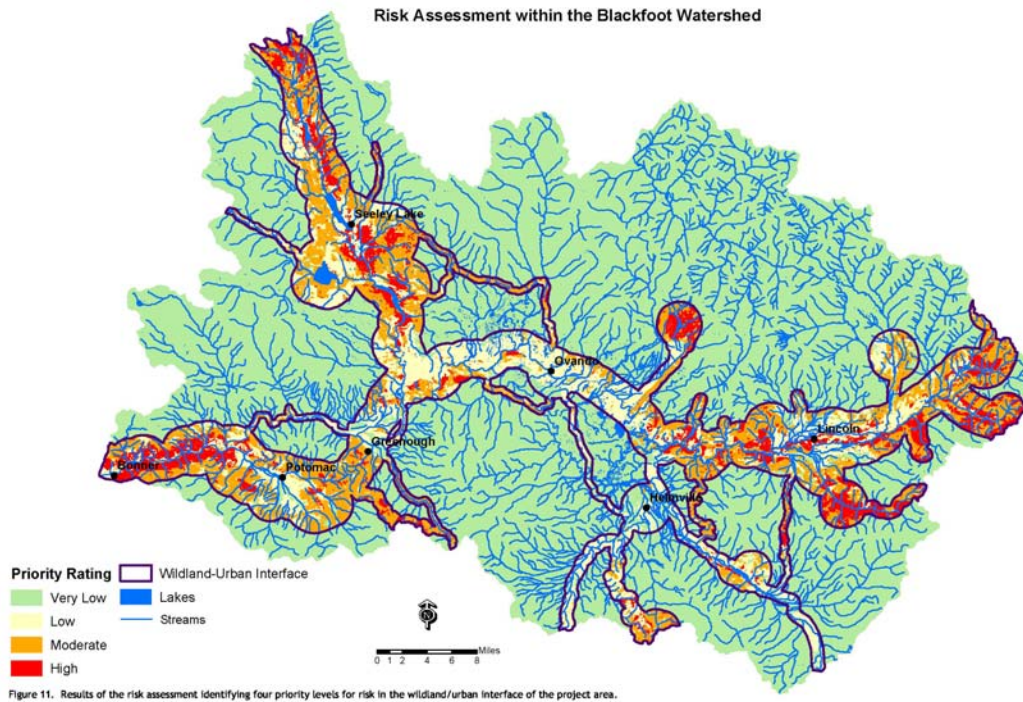 Risk Assessment within the Blackfoot Watershed
Seeley Lake
Ovando
Lincoln
Greenough
Bonner
Potomac
Helmville
Priority Rating
Very Low
Low
Moderate
High
Wildland-Urban Interface
Lakes
Streams
N
Miles
0 1 2 4 6 8
Figure 11. Results of the risk assessment identifying four priority levels for risk in the wildland/urban interface of the project area.